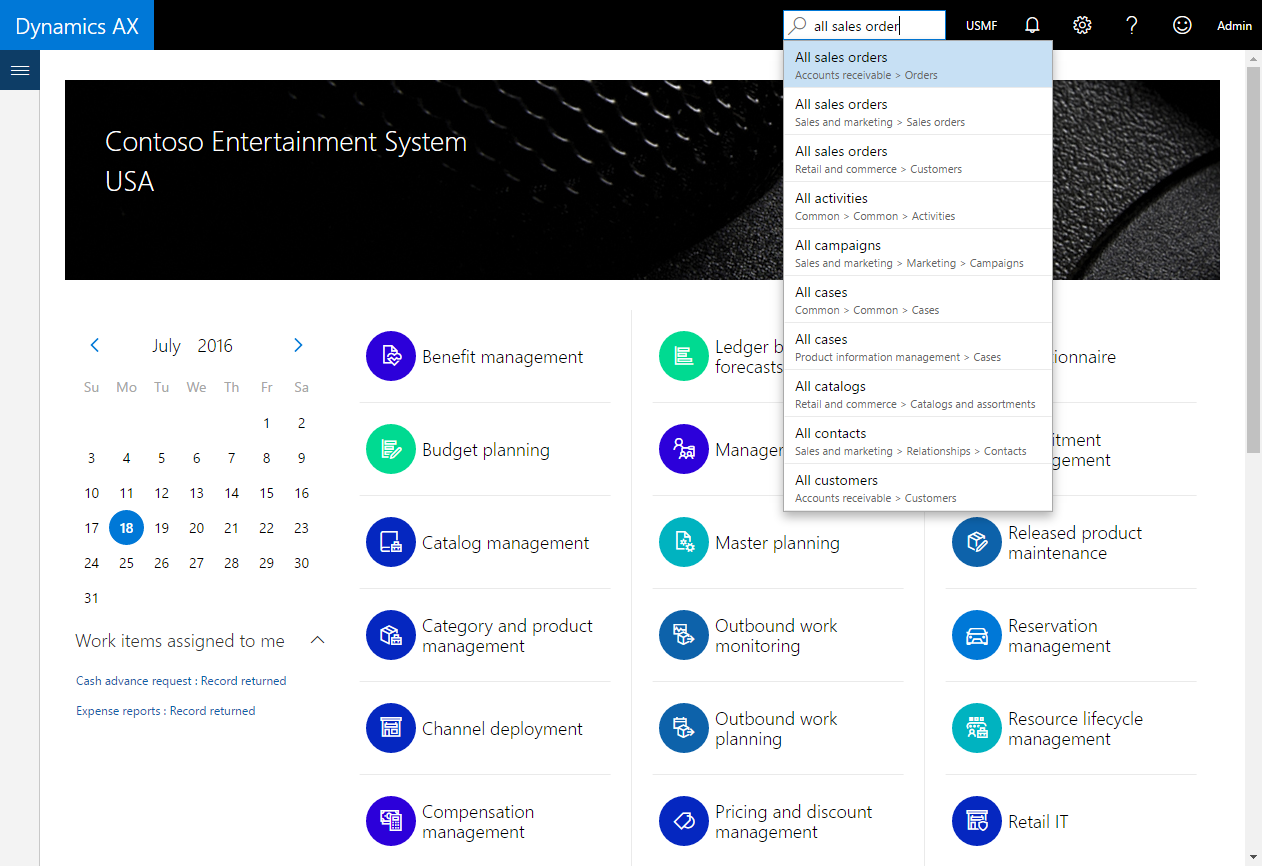 Dynamics AX
all sales order
USMF
Admin
All sales orders
Accounts receivable > Orders
All sales orders
Sales and marketing > Sales orders
All sales orders
Retail and commerce > Customers
All activities
Common > Common > Activities
All campaigns
Sales and marketing > Marketing > Campaigns
All cases
Common > Common > Cases
All cases
Product information management > Cases
All catalogs
Retail and commerce > Catalogs and assortments
All contacts
Sales and marketing > Relationships > Contacts
All customers
Accounts receivable > Customers
Contoso Entertainment System
USA
July 2016
Su Mo Tu We Th Fr Sa
1 2
3 4 5 6 7 8 9
10 11 12 13 14 15 16
17 18 19 20 21 22 23
24 25 26 27 28 29 30
31
Work items assigned to me
Cash advance request : Record returned
Expense reports : Record returned
Benefit management
Budget planning
Catalog management
Category and product
management
Channel deployment
Compensation
management
Ledger b
forecasts
Manager
Master planning
Outbound work
monitoring
Outbound work
planning
Pricing and discount
management
ionnaire
itment
gement
Released product
maintenance
Reservation
management
Resource lifecycle
management
Retail IT